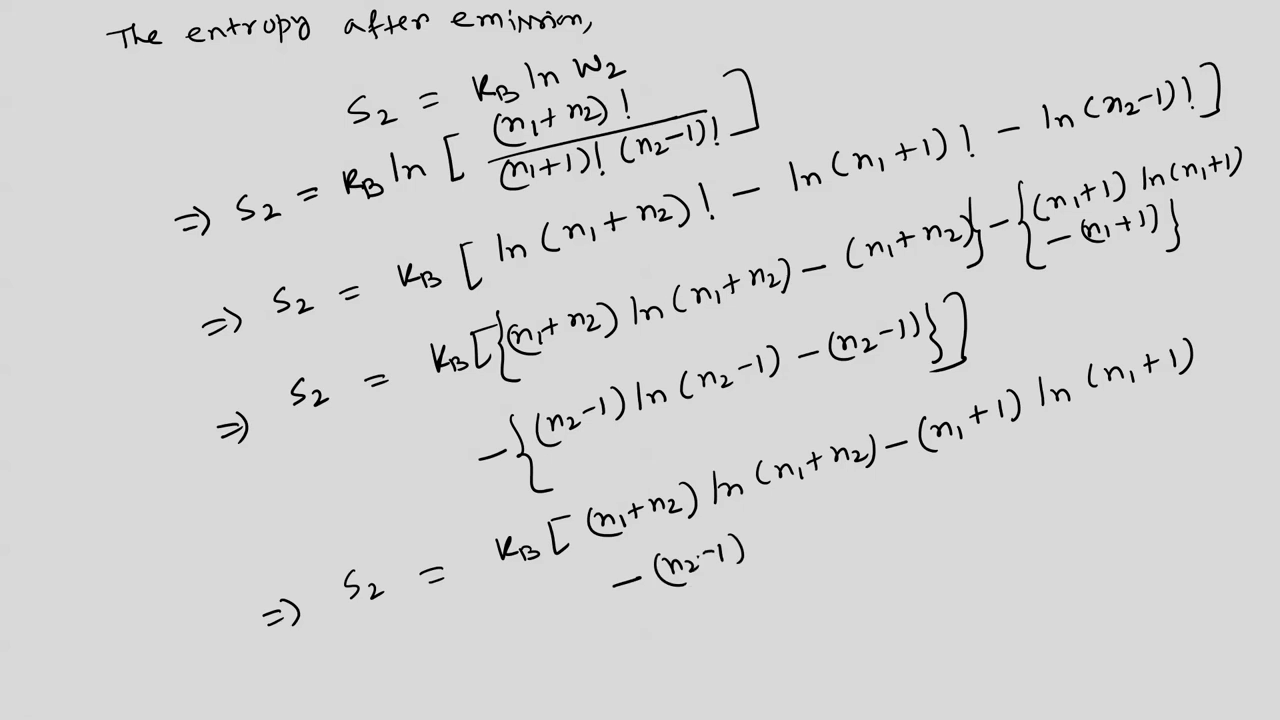 The entropy after emission,
S₂ = k_B ln W₂
⇒ S₂ = k_B ln [ (n₁+n₂)! / (n₁+1)! (n₂-1)! ]
⇒ S₂ = k_B [ ln (n₁+n₂)! - ln (n₁+1)! - ln (n₂-1)! ]
⇒ S₂ = k_B [ { (n₁+n₂) ln (n₁+n₂) - (n₁+n₂) } - { (n₁+1) ln (n₁+1) - (n₁+1) }
- { (n₂-1) ln (n₂-1) - (n₂-1) } ]
⇒ S₂ = k_B [ (n₁+n₂) ln (n₁+n₂) - (n₁+1) ln (n₁+1)
- (n₂-1)